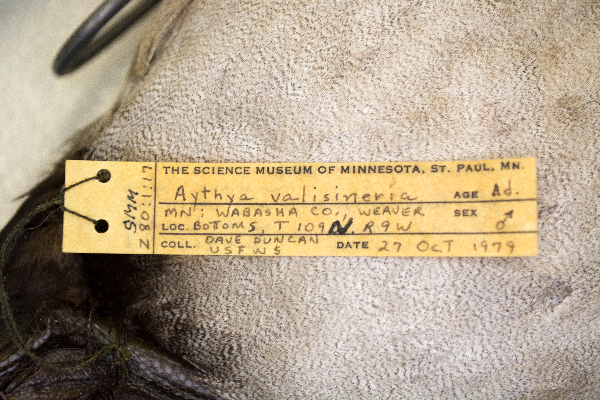 THE SCIENCE MUSEUM OF MINNESOTA, ST. PAUL, MN.
Aythya valisineria AGE Ad.
MN: WABASHA CO., WEAVER SEX ♂
LOC. BOTTOMS, T 109 N. R9W
COLL. DAVE DUNCAN DATE 27 OCT 1979
USFWS
SMM
Z80:1:17